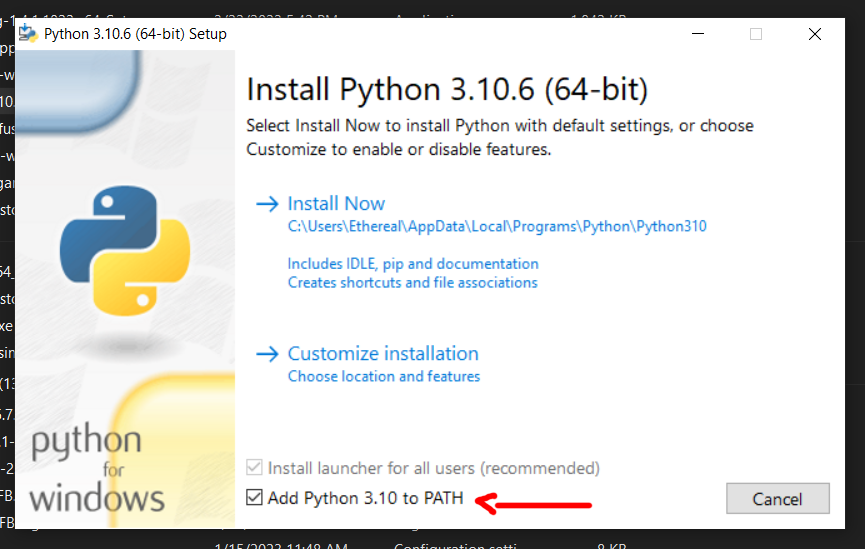 Python 3.10.6 (64-bit) Setup
Install Python 3.10.6 (64-bit)
Select Install Now to install Python with default settings, or choose
Customize to enable or disable features.
Install Now
C:\Users\Ethereal\AppData\Local\Programs\Python\Python310
Includes IDLE, pip and documentation
Creates shortcuts and file associations
Customize installation
Choose location and features
python
for
windows
Install launcher for all users (recommended)
Add Python 3.10 to PATH
Cancel